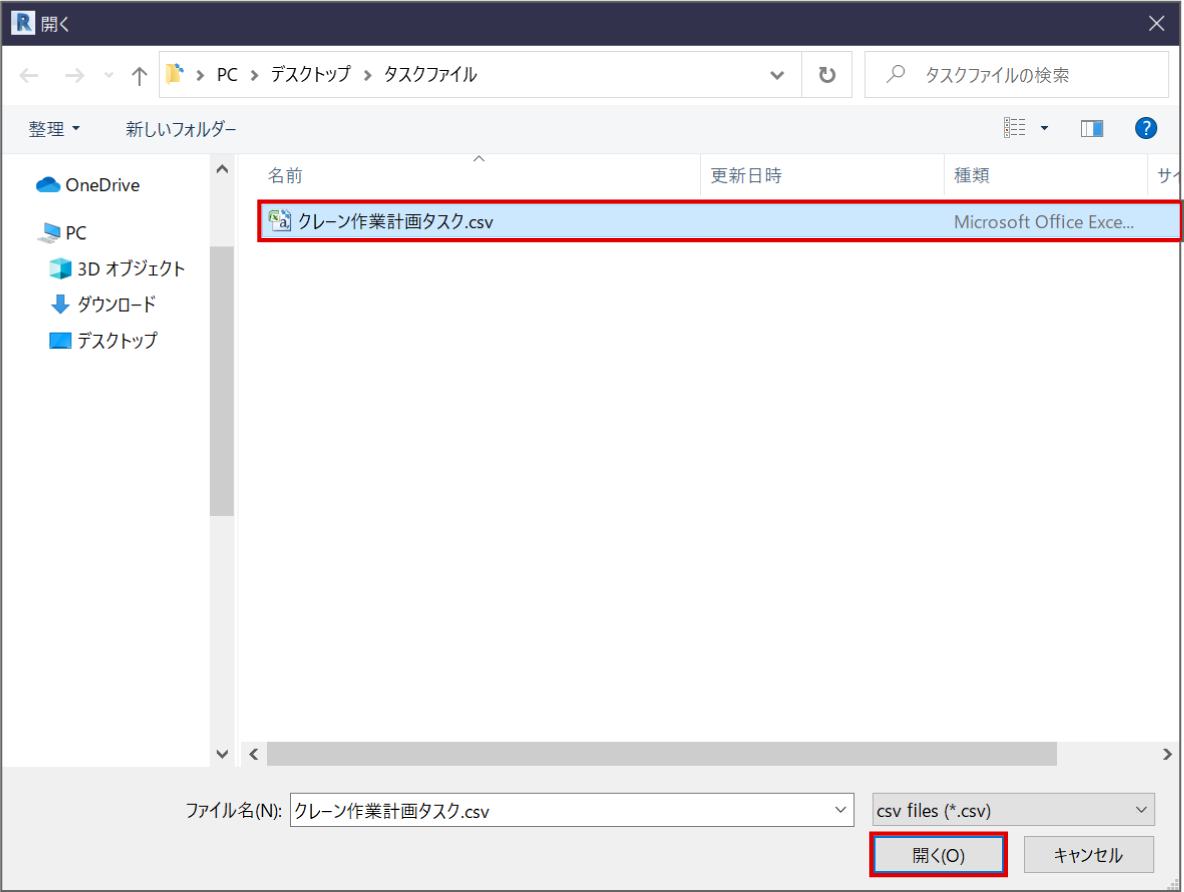 開く
PC デスクトップ タスクファイル タスクファイルの検索
整理 新しいフォルダー
名前 更新日時 種類
OneDrive
クレーン作業計画タスク.csv Microsoft Office Exce...
PC
3D オブジェクト
ダウンロード
デスクトップ
ファイル名(N): クレーン作業計画タスク.csv csv files (*.csv)
開く(O) キャンセル